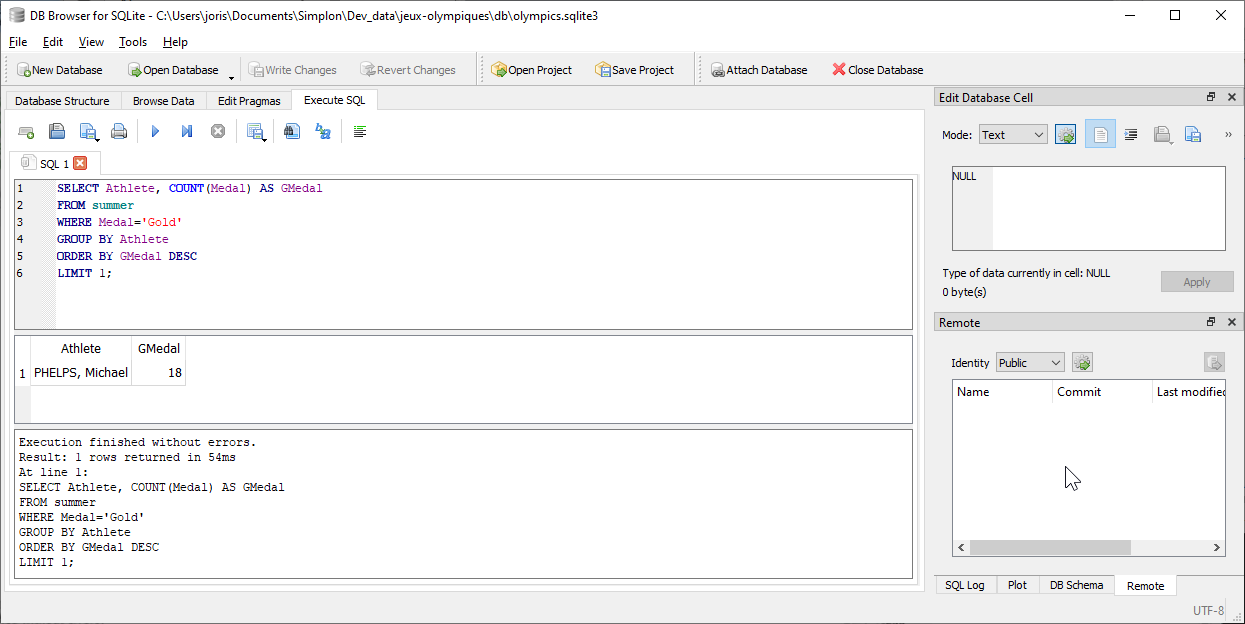 DB Browser for SQLite - C:\Users\joris\Documents\Simplon\Dev_data\jeux-olympiques\db\olympics.sqlite3
File Edit View Tools Help
New Database Open Database Write Changes Revert Changes Open Project Save Project Attach Database Close Database
Database Structure Browse Data Edit Pragmas Execute SQL
SQL 1
1 SELECT Athlete, COUNT(Medal) AS GMedal
2 FROM summer
3 WHERE Medal='Gold'
4 GROUP BY Athlete
5 ORDER BY GMedal DESC
6 LIMIT 1;
Athlete GMedal
1 PHELPS, Michael 18
Execution finished without errors.
Result: 1 rows returned in 54ms
At line 1:
SELECT Athlete, COUNT(Medal) AS GMedal
FROM summer
WHERE Medal='Gold'
GROUP BY Athlete
ORDER BY GMedal DESC
LIMIT 1;
Edit Database Cell
Mode: Text
NULL
Type of data currently in cell: NULL
0 byte(s)
Apply
Remote
Identity Public
Name Commit Last modified
SQL Log Plot DB Schema Remote
UTF-8